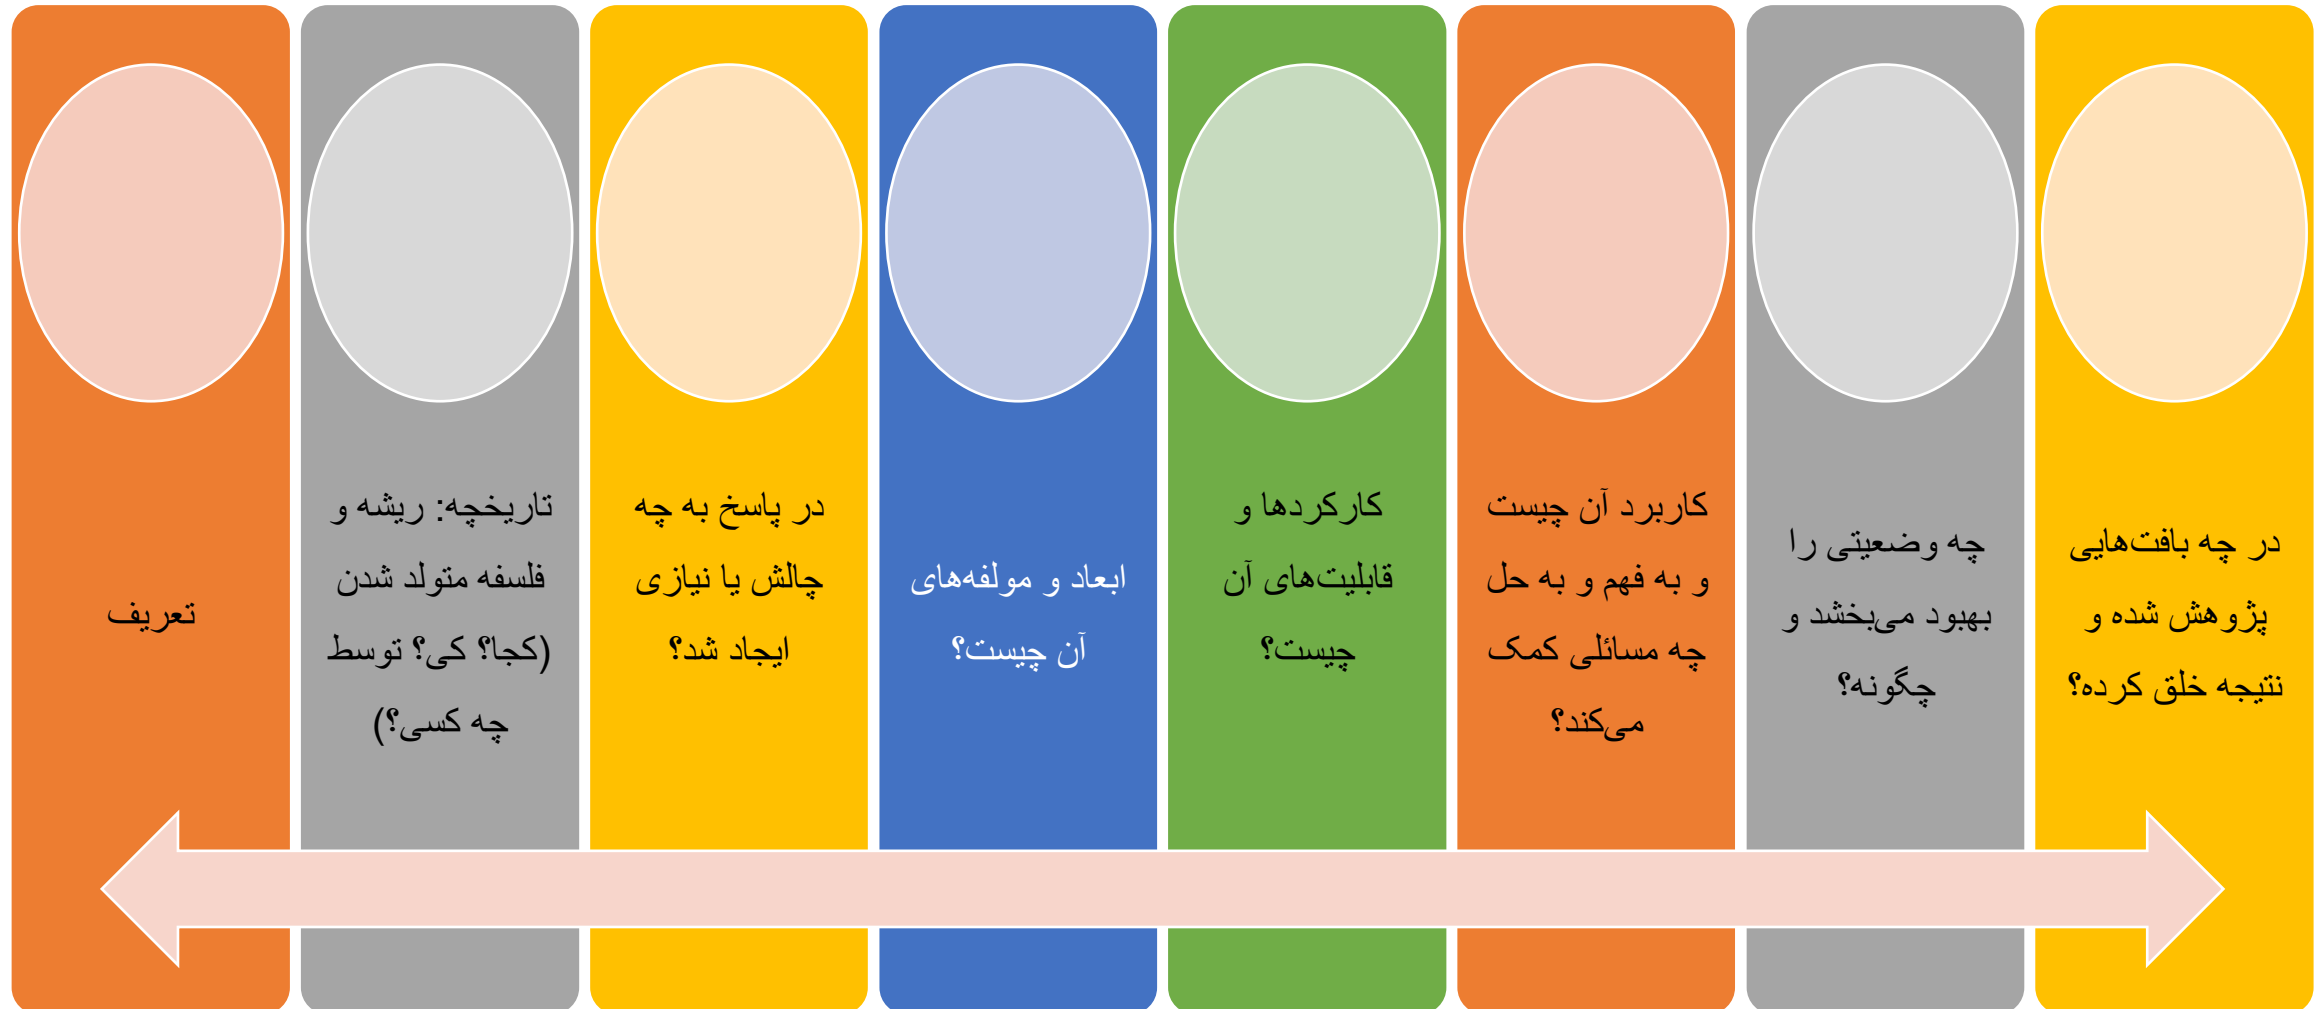 تعریف
تاریخچه: ریشه و
فلسفه متولد شدن
(کجا؟ کی؟ توسط
چه کسی؟)
در پاسخ به چه
چالش یا نیازی
ایجاد شد؟
ابعاد و مولفه‌های
آن چیست؟
کارکردها و
قابلیت‌های آن
چیست؟
کاربرد آن چیست
و به فهم و به حل
چه مسائلی کمک
می‌کند؟
چه وضعیتی را
بهبود می‌بخشد و
چگونه؟
در چه بافت‌هایی
پژوهش شده و
نتیجه خلق کرده؟